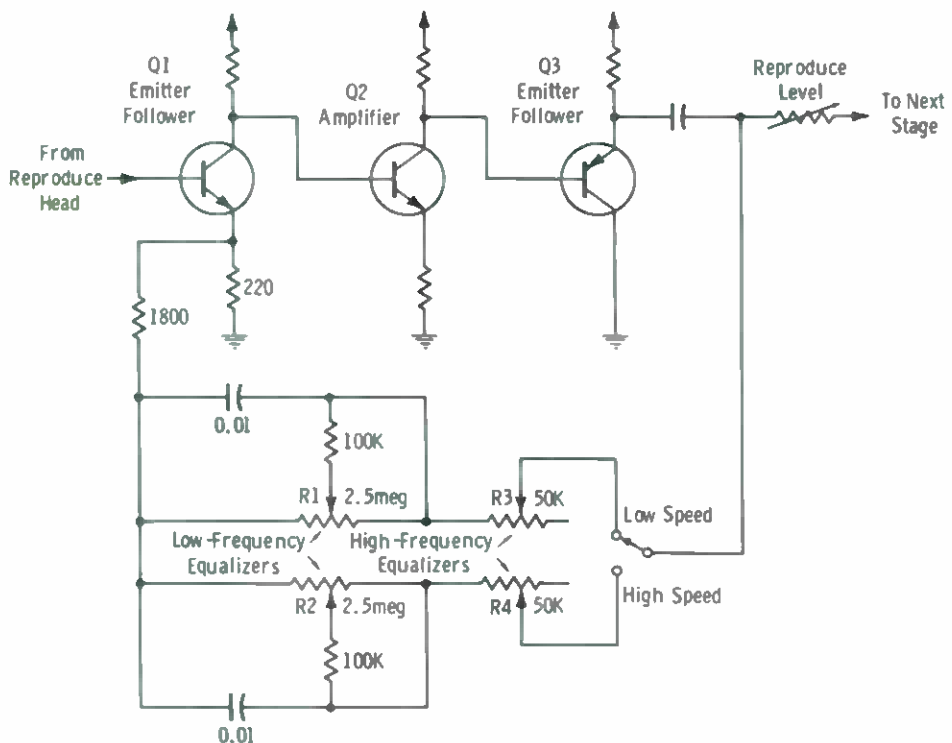 Q1
Emitter
Follower
Q2
Amplifier
Q3
Emitter
Follower
Reproduce
Level
To Next
Stage
From
Reproduce
Head
220
1800
0.01
100K
R1 2.5meg
R3 50K
Low Speed
Low-Frequency
Equalizers
High-Frequency
Equalizers
R2 2.5meg
R4 50K
High Speed
100K
0.01